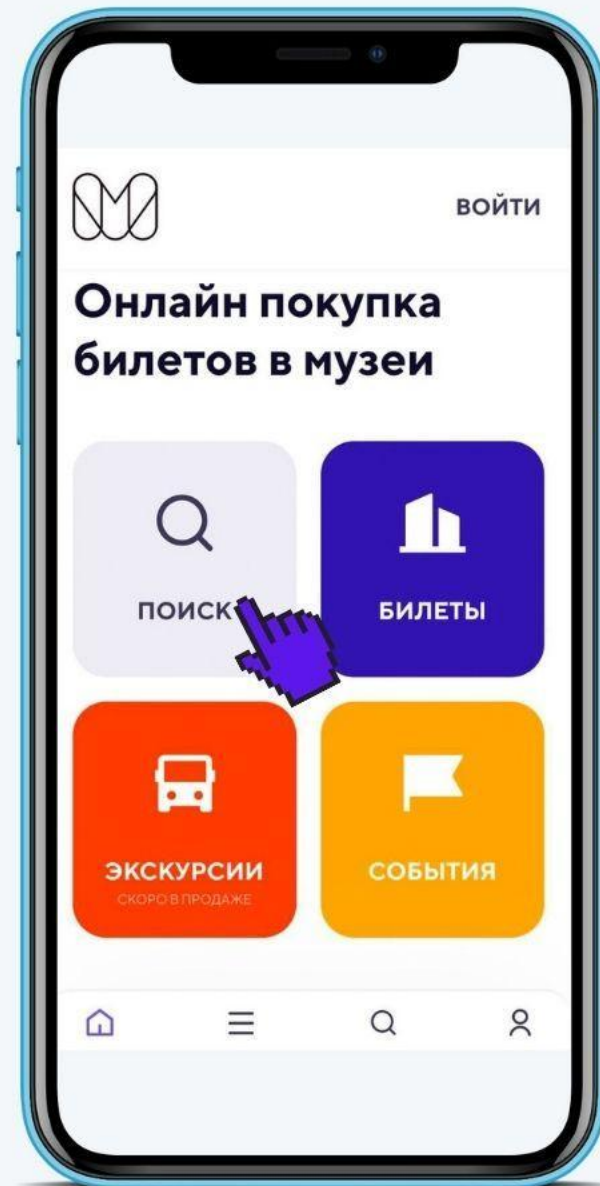 ВОЙТИ
Онлайн покупка
билетов в музеи
ПОИСК
БИЛЕТЫ
ЭКСКУРСИИ
СКОРО В ПРОДАЖЕ
СОБЫТИЯ